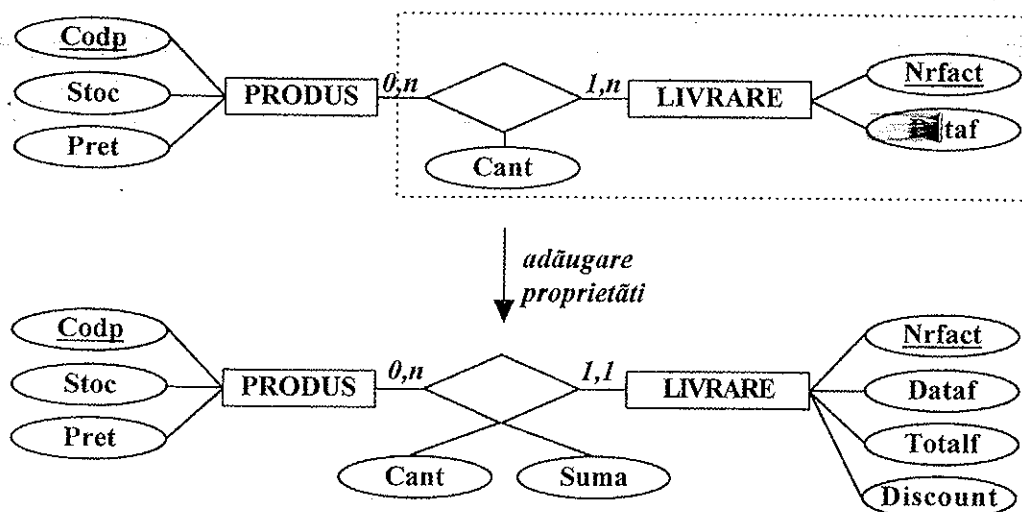 Codp
Stoc
Pret
PRODUS
0,n
Cant
1,n
LIVRARE
Nrfact
adăugare
proprietăti
Codp
Stoc
Pret
PRODUS
0,n
Cant
Suma
1,1
LIVRARE
Nrfact
Dataf
Totalf
Discount